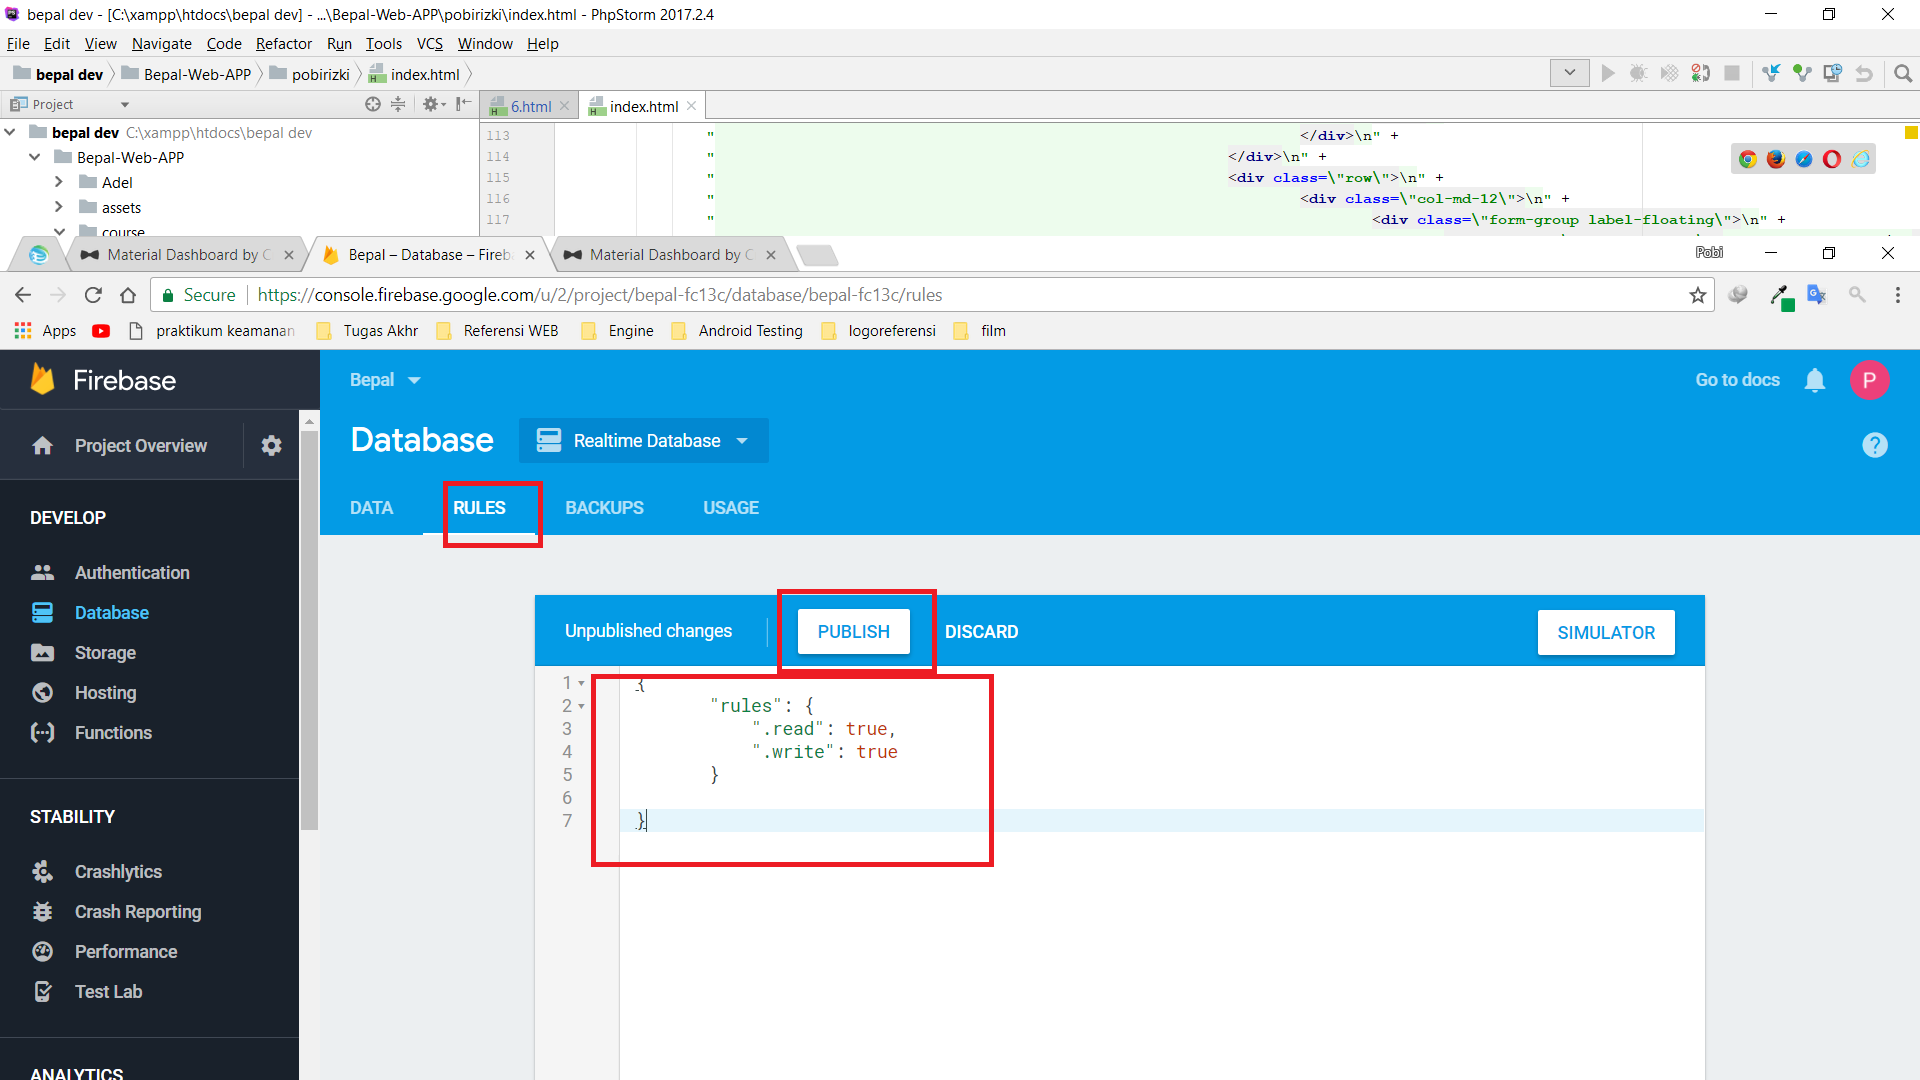 bepal dev - [C:\xampp\htdocs\bepal dev] - ...\Bepal-Web-APP\pobirizki\index.html - PhpStorm 2017.2.4
File Edit View Navigate Code Refactor Run Tools VCS Window Help
bepal dev Bepal-Web-APP pobirizki index.html
Project 6.html index.html
bepal dev C:\xampp\htdocs\bepal dev
Bepal-Web-APP
Adel
assets
course
113 " </div>\n" +
114 " </div>\n" +
115 " <div class=\"row\">\n" +
116 " <div class=\"col-md-12\">\n" +
117 " <div class=\"form-group label-floating\">\n" +
Material Dashboard by C Bepal – Database – Fireb Material Dashboard by C Pobi
Secure https://console.firebase.google.com/u/2/project/bepal-fc13c/database/bepal-fc13c/rules
Apps praktikum keamanan Tugas Akhr Referensi WEB Engine Android Testing logoreferensi film
Firebase
Project Overview
DEVELOP
Authentication
Database
Storage
Hosting
Functions
STABILITY
Crashlytics
Crash Reporting
Performance
Test Lab
ANALYTICS
Bepal Go to docs P
Database Realtime Database ?
DATA RULES BACKUPS USAGE
Unpublished changes PUBLISH DISCARD SIMULATOR
1 {
2 "rules": {
3 ".read": true,
4 ".write": true
5 }
6
7 }